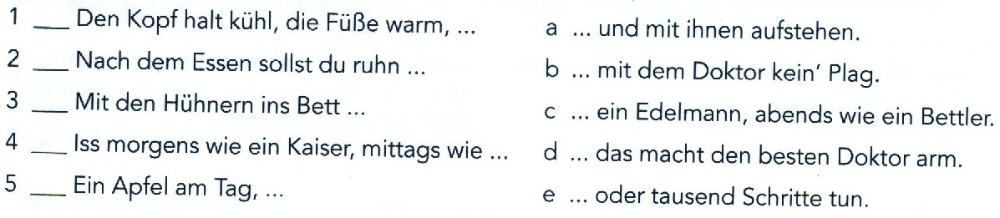 1 ___ Den Kopf halt kühl, die Füße warm, ...
2 ___ Nach dem Essen sollst du ruhn ...
3 ___ Mit den Hühnern ins Bett ...
4 ___ Iss morgens wie ein Kaiser, mittags wie ...
5 ___ Ein Apfel am Tag, ...
a ... und mit ihnen aufstehen.
b ... mit dem Doktor kein’ Plag.
c ... ein Edelmann, abends wie ein Bettler.
d ... das macht den besten Doktor arm.
e ... oder tausend Schritte tun.